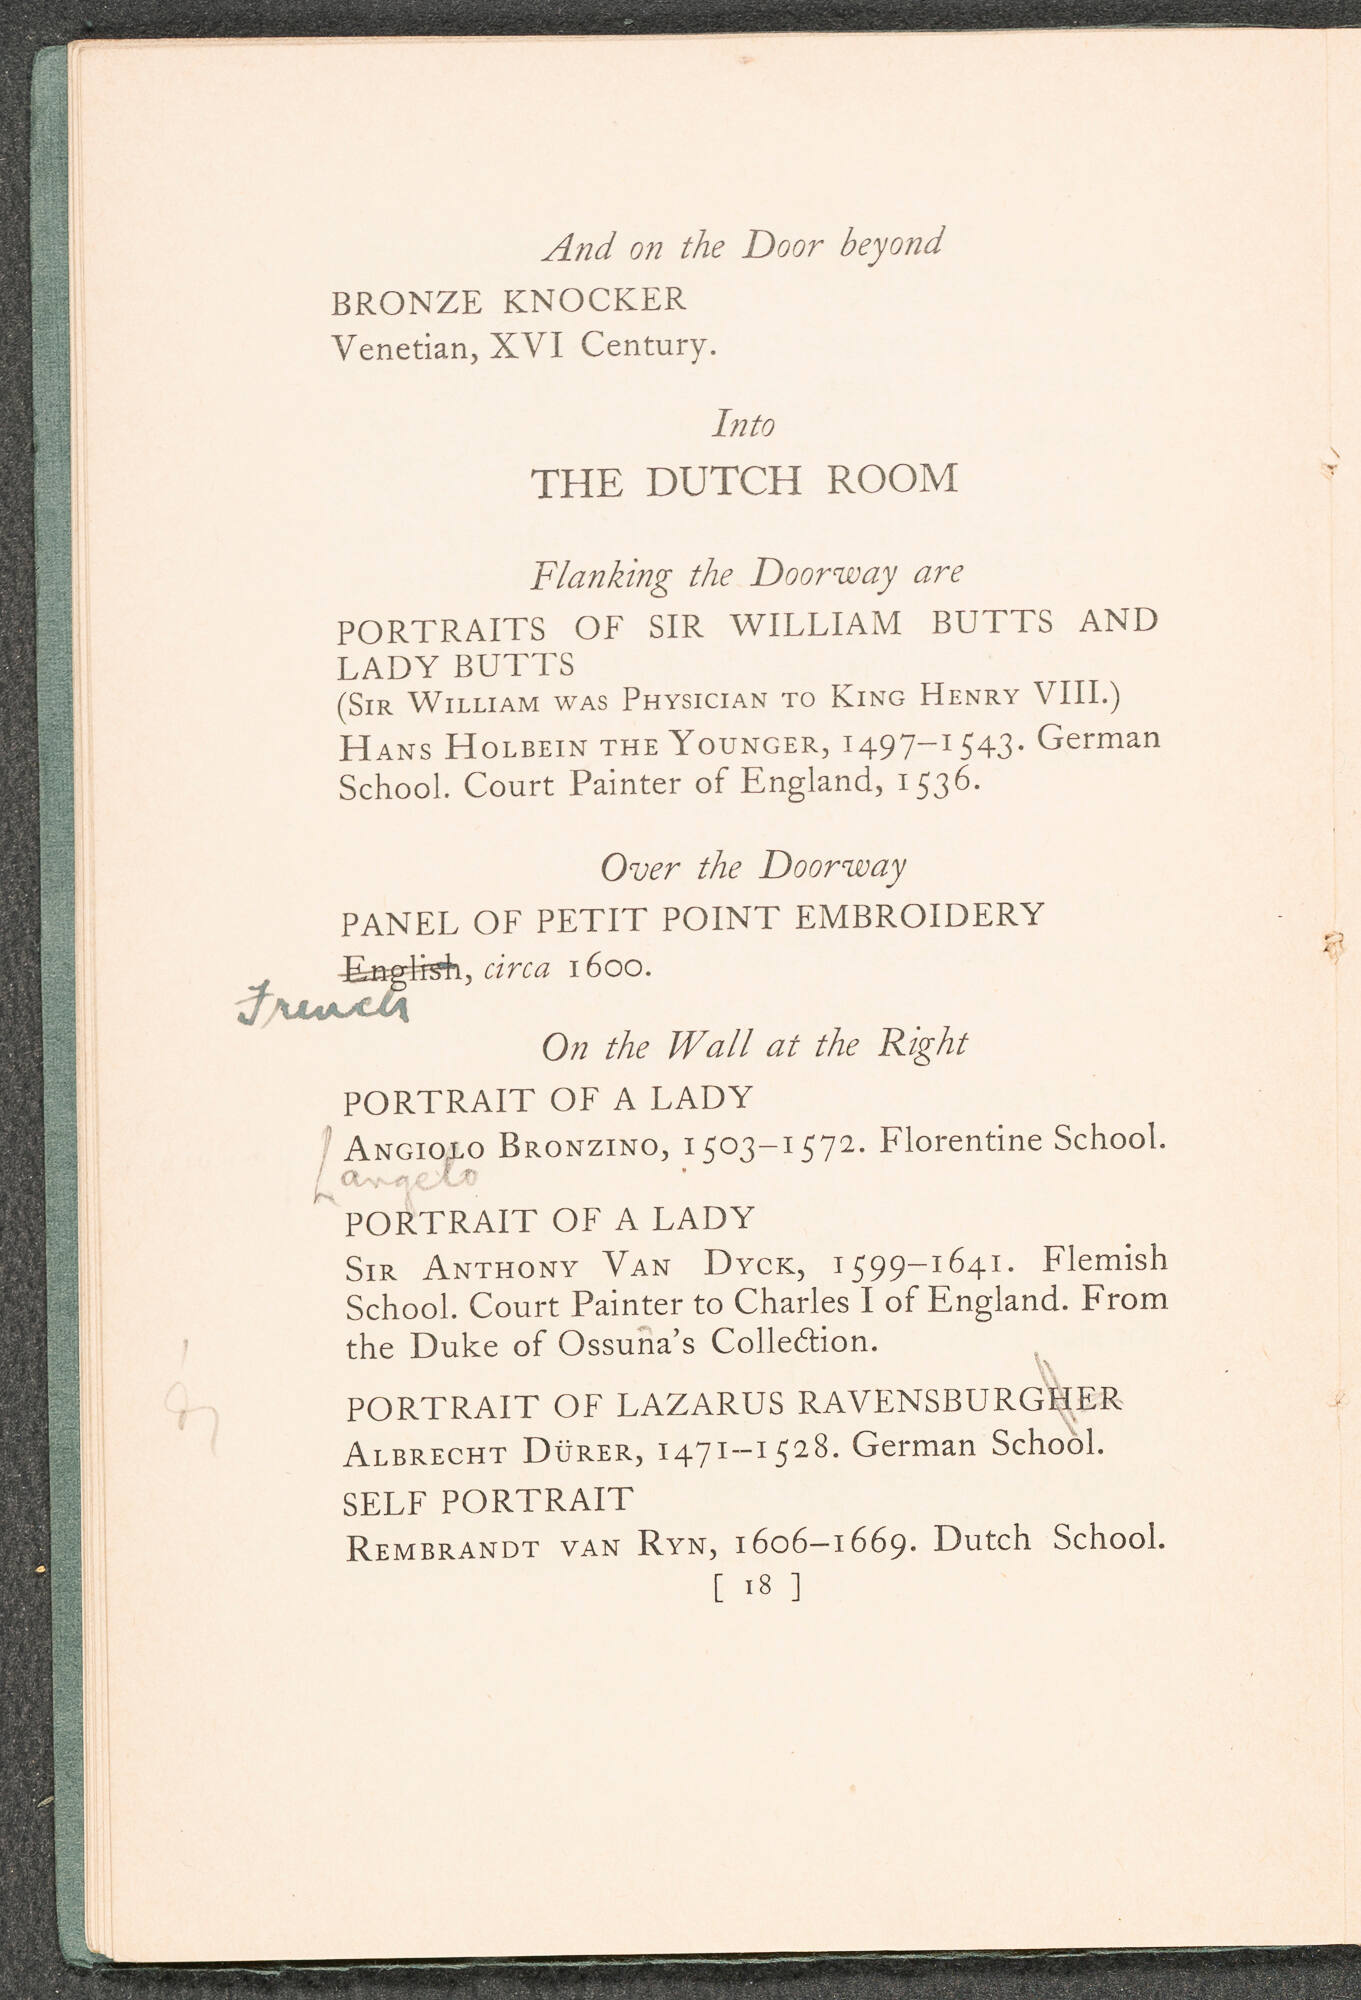 And on the Door beyond
BRONZE KNOCKER
Venetian, XVI Century.
Into
THE DUTCH ROOM
Flanking the Doorway are
PORTRAITS OF SIR WILLIAM BUTTS AND
LADY BUTTS
(SIR WILLIAM WAS PHYSICIAN TO KING HENRY VIII.)
HANS HOLBEIN THE YOUNGER, 1497–1543. German
School. Court Painter of England, 1536.
Over the Doorway
PANEL OF PETIT POINT EMBROIDERY
English, circa 1600.
French
On the Wall at the Right
PORTRAIT OF A LADY
ANGIOLO BRONZINO, 1503–1572. Florentine School.
angelo
PORTRAIT OF A LADY
SIR ANTHONY VAN DYCK, 1599–1641. Flemish
School. Court Painter to Charles I of England. From
the Duke of Ossuña's Collection.
PORTRAIT OF LAZARUS RAVENSBURGHER
ALBRECHT DÜRER, 1471–1528. German School.
SELF PORTRAIT
REMBRANDT VAN RYN, 1606–1669. Dutch School.
[ 18 ]